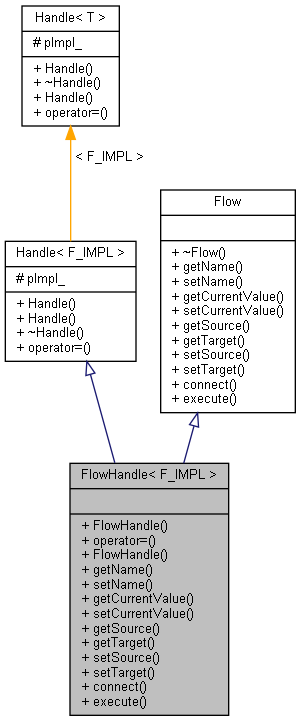 Handle< T >
# pImpl_
+ Handle()
+ ~Handle()
+ Handle()
+ operator=()
< F_IMPL >
Handle< F_IMPL >
# pImpl_
+ Handle()
+ Handle()
+ ~Handle()
+ operator=()
Flow
+ ~Flow()
+ getName()
+ setName()
+ getCurrentValue()
+ setCurrentValue()
+ getSource()
+ getTarget()
+ setSource()
+ setTarget()
+ connect()
+ execute()
FlowHandle< F_IMPL >
+ FlowHandle()
+ operator=()
+ FlowHandle()
+ getName()
+ setName()
+ getCurrentValue()
+ setCurrentValue()
+ getSource()
+ getTarget()
+ setSource()
+ setTarget()
+ connect()
+ execute()